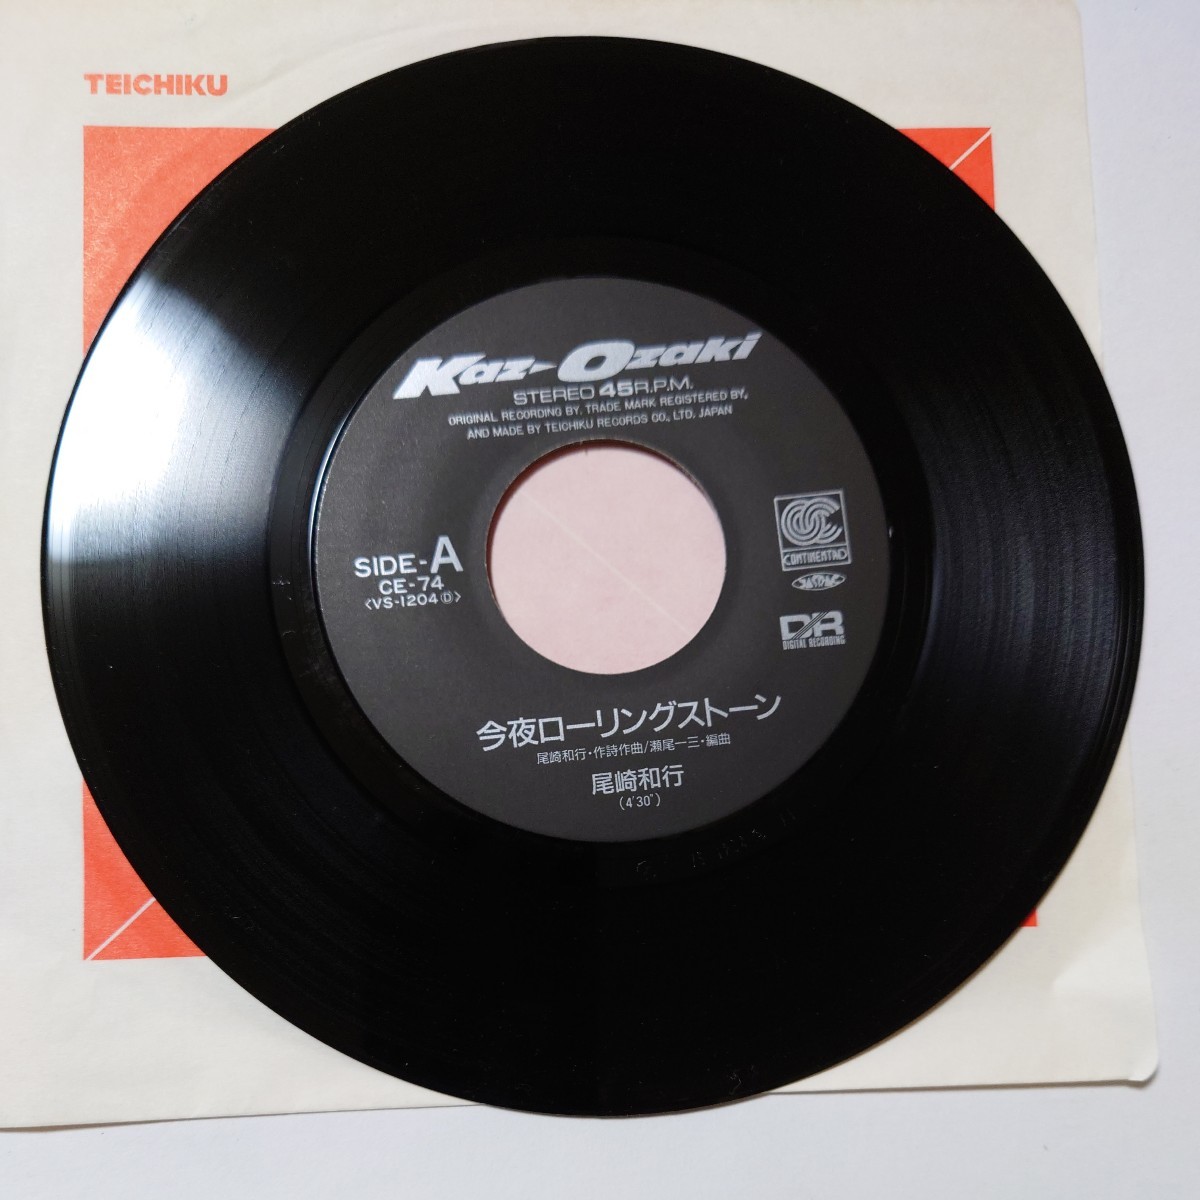 TEICHIKU
Kaz-Ozaki
STEREO 45R.P.M.
ORIGINAL RECORDING BY. TRADE MARK REGISTERED BY,
AND MADE BY TEICHIKU RECORDS CO., LTD. JAPAN
SIDE-A
CE-74
<VS-1204Ⓓ>
CONTINENTAL
JASRAC
DR
DIGITAL RECORDING
今夜ローリングストーン
尾崎和行・作詩作曲/瀬尾一三・編曲
尾崎和行
(4'30")